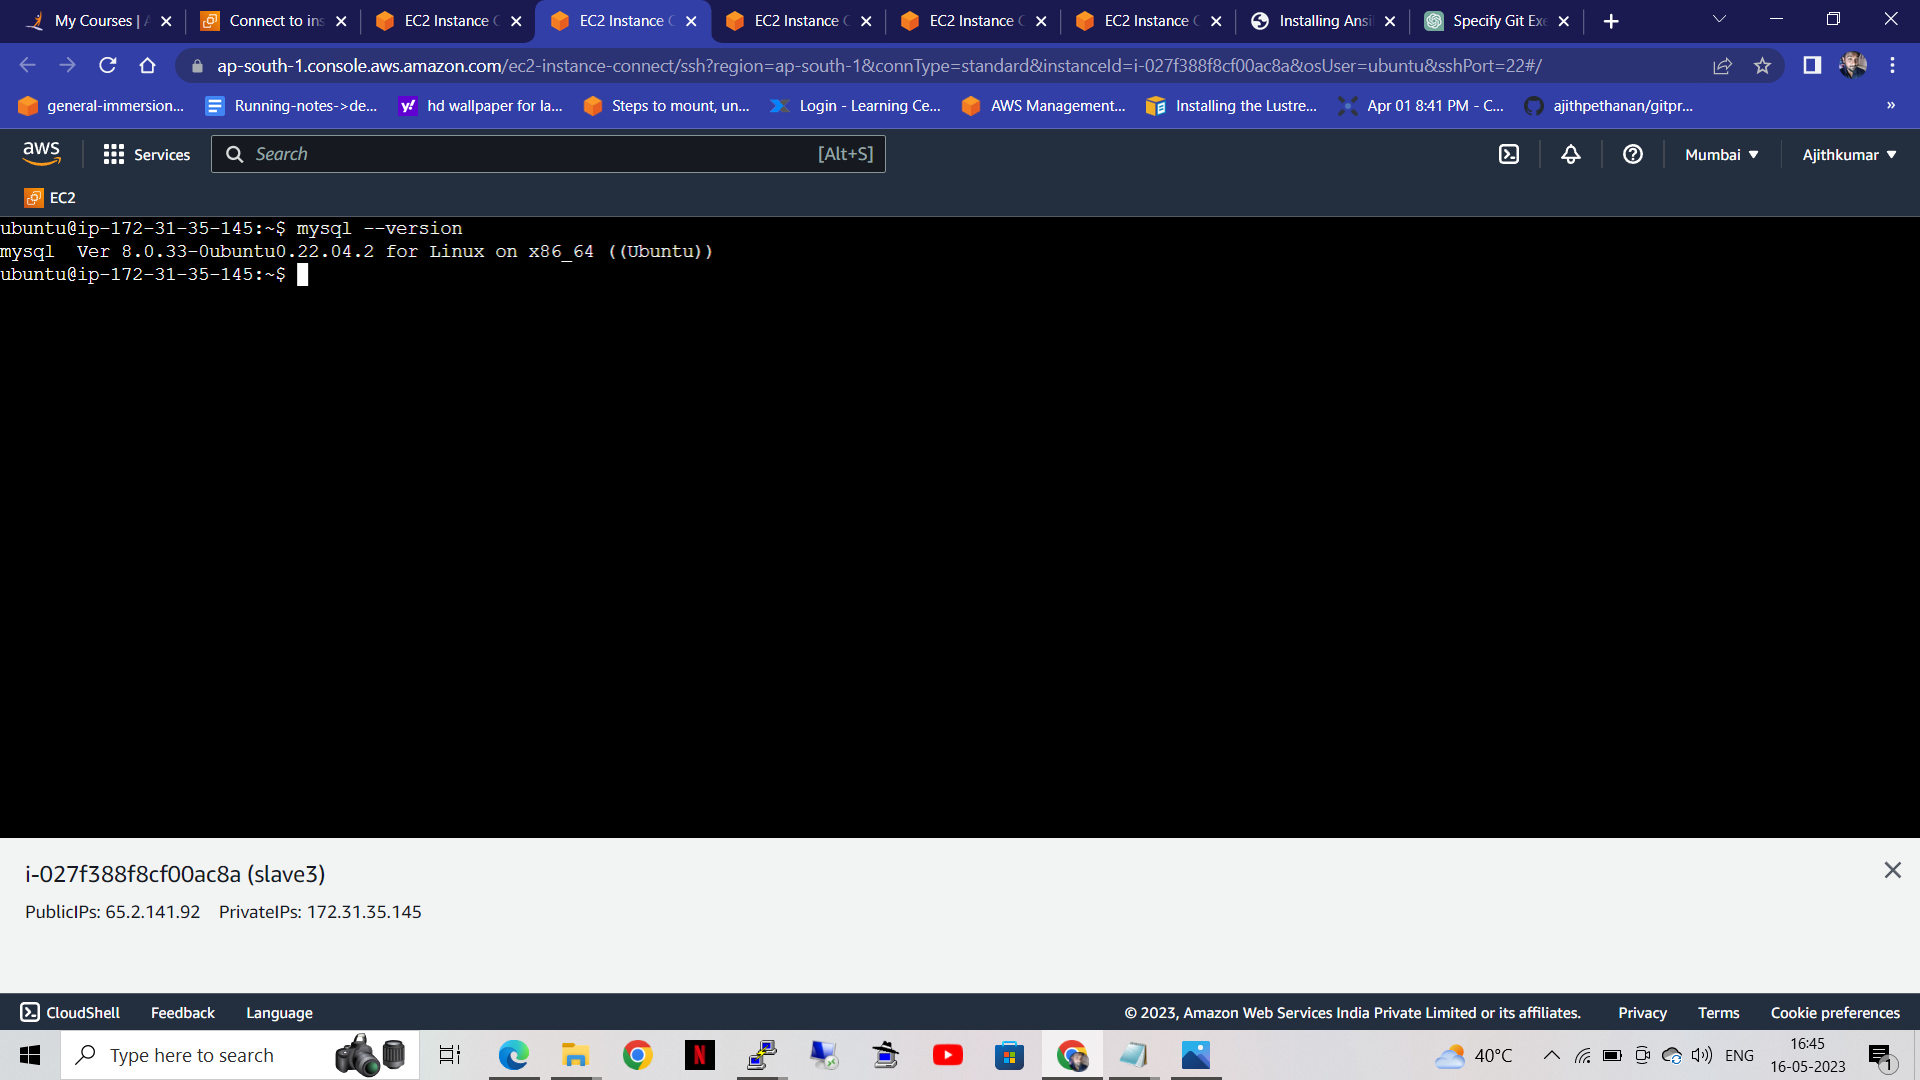 My Courses | A
Connect to ins
EC2 Instance C
EC2 Instance C
EC2 Instance C
EC2 Instance C
EC2 Instance C
Installing Ansi
Specify Git Exe
ap-south-1.console.aws.amazon.com/ec2-instance-connect/ssh?region=ap-south-1&connType=standard&instanceId=i-027f388f8cf00ac8a&osUser=ubuntu&sshPort=22#/
general-immersion...
Running-notes->de...
hd wallpaper for la...
Steps to mount, un...
Login - Learning Ce...
AWS Management...
Installing the Lustre...
Apr 01 8:41 PM - C...
ajithpethanan/gitpr...
»
aws
Services
Search
[Alt+S]
Mumbai
Ajithkumar
EC2
ubuntu@ip-172-31-35-145:~$ mysql --version
mysql  Ver 8.0.33-0ubuntu0.22.04.2 for Linux on x86_64 ((Ubuntu))
ubuntu@ip-172-31-35-145:~$
i-027f388f8cf00ac8a (slave3)
PublicIPs: 65.2.141.92 PrivateIPs: 172.31.35.145
CloudShell
Feedback
Language
© 2023, Amazon Web Services India Private Limited or its affiliates.
Privacy
Terms
Cookie preferences
Type here to search
N
40°C
ENG
16:45
16-05-2023
1